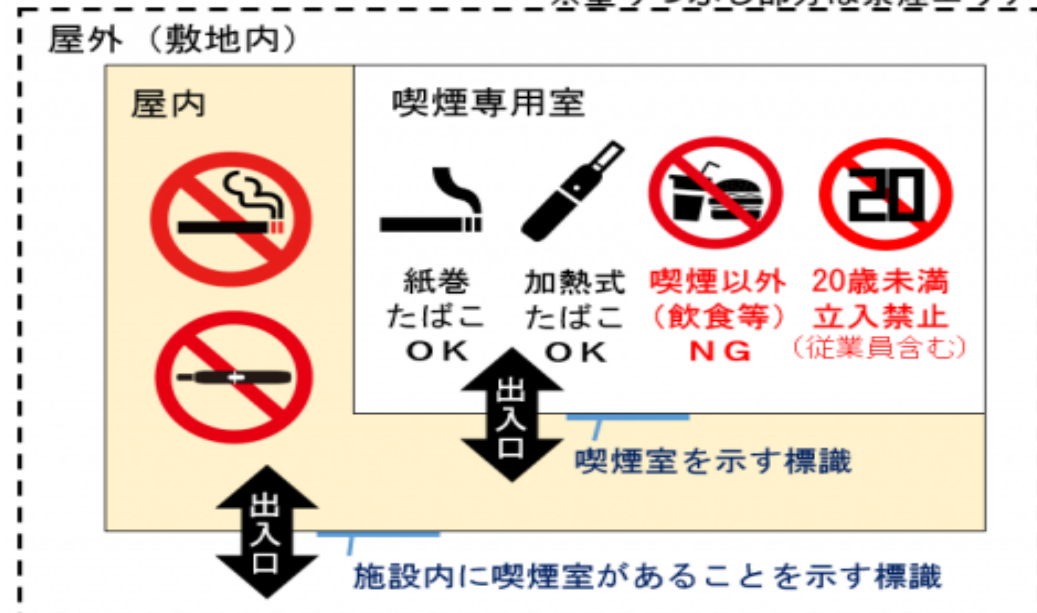 屋外（敷地内）
屋内
喫煙専用室
20
紙巻
たばこ
OK
加熱式
たばこ
OK
喫煙以外
（飲食等）
NG
20歳未満
立入禁止
（従業員含む）
出入口
喫煙室を示す標識
出入口
施設内に喫煙室があることを示す標識